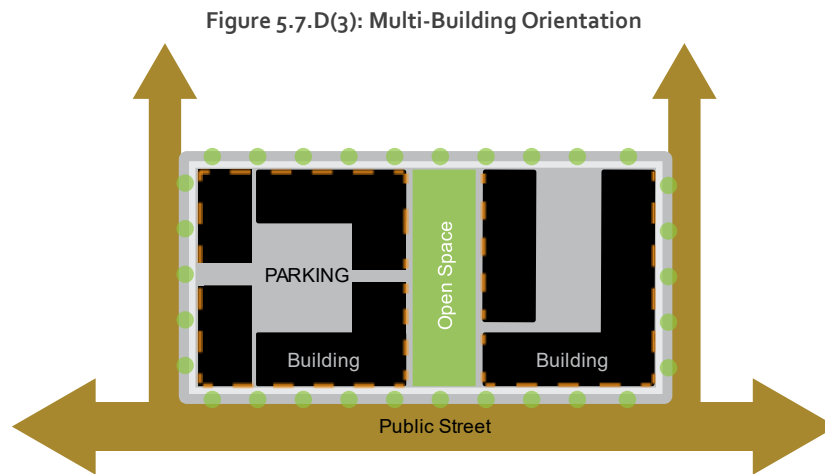 Figure 5.7.D(3): Multi-Building Orientation
Open Space
PARKING
Building
Building
Public Street